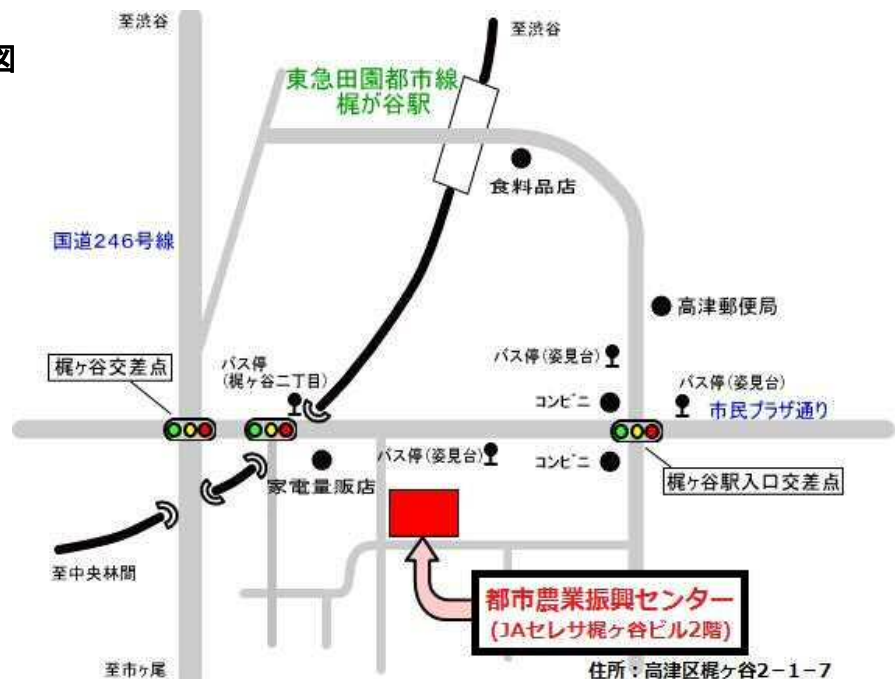 至渋谷
至渋谷
図
東急田園都市線
梶が谷駅
食料品店
国道246号線
高津郵便局
バス停(姿見台)
梶ヶ谷交差点
バス停
(梶ヶ谷二丁目)
コンビニ
バス停(姿見台)
市民プラザ通り
バス停(姿見台)
コンビニ
家電量販店
梶ヶ谷駅入口交差点
至中央林間
都市農業振興センター
(JAセレサ梶ヶ谷ビル2階)
至市ヶ尾
住所：高津区梶ヶ谷2－1－7